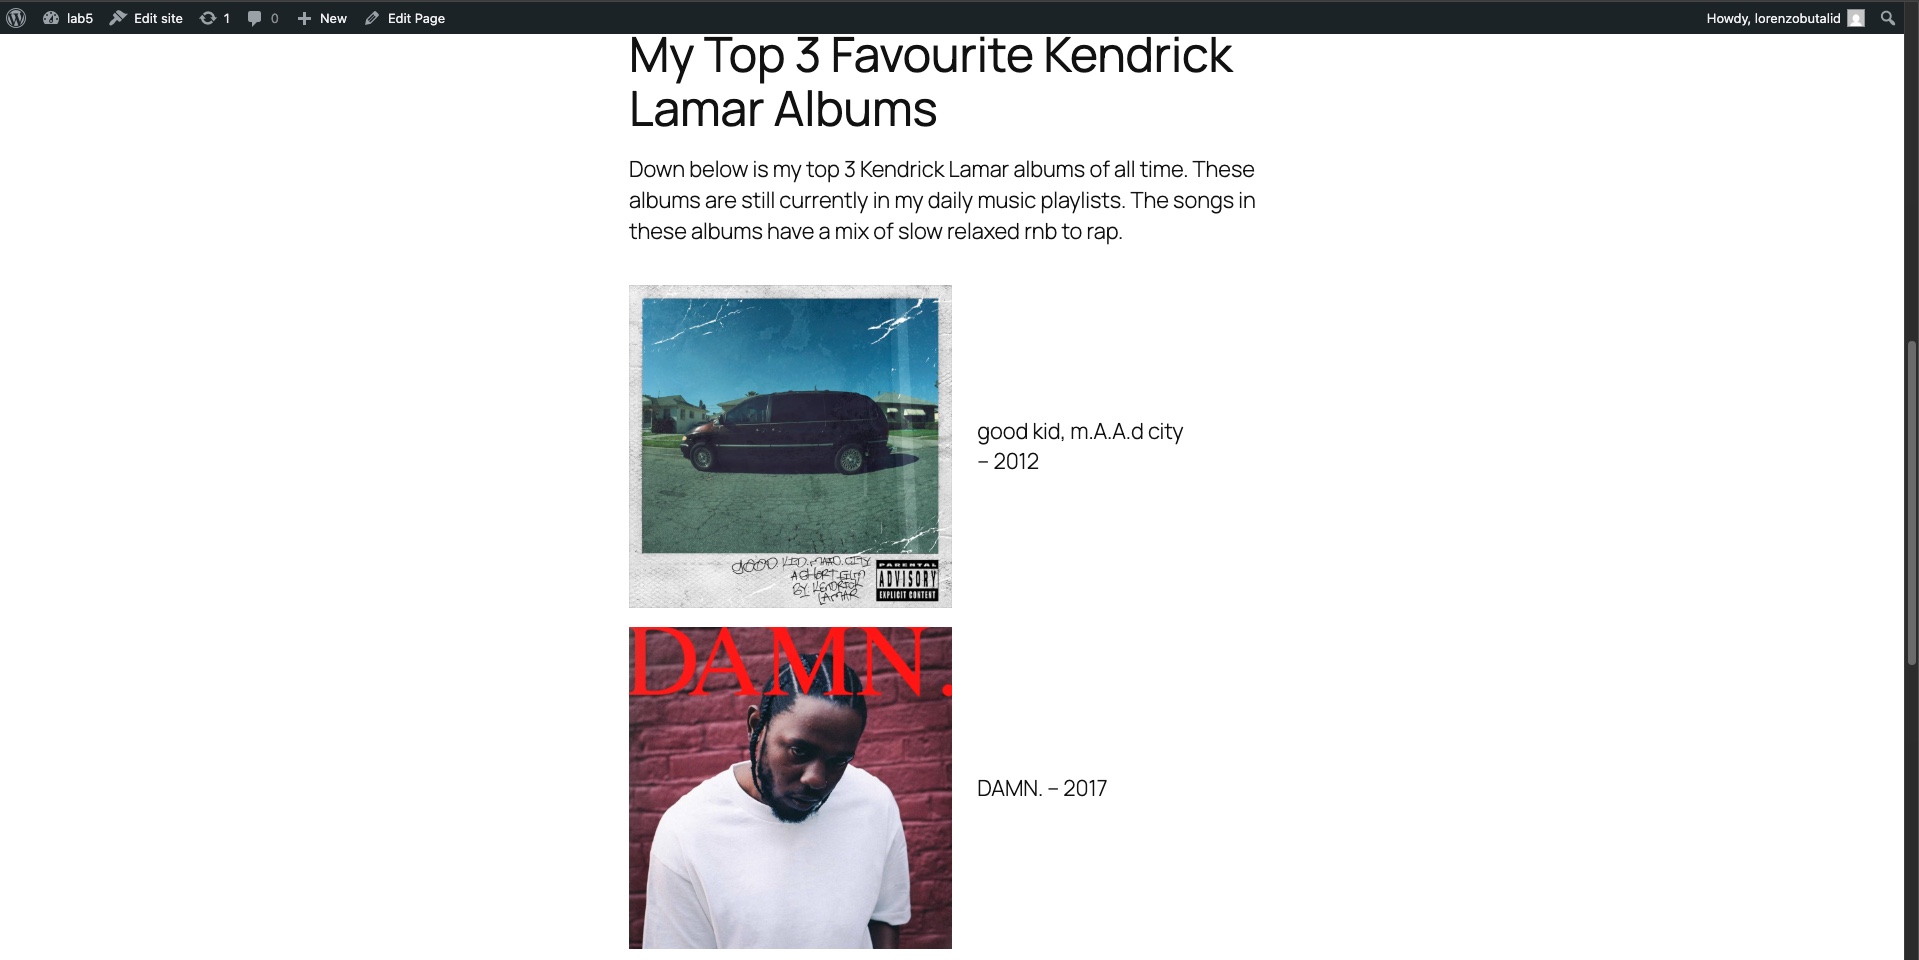 lab5 Edit site 1 0 New Edit Page Howdy, lorenzobutalid
My Top 3 Favourite Kendrick
Lamar Albums
Down below is my top 3 Kendrick Lamar albums of all time. These
albums are still currently in my daily music playlists. The songs in
these albums have a mix of slow relaxed rnb to rap.
good kid, m.A.A.d city
– 2012
GOOD KID, MAAD CITY
A SHORT FILM
BY KENDRICK
LAMAR
PARENTAL
ADVISORY
EXPLICIT CONTENT
DAMN.
DAMN. – 2017